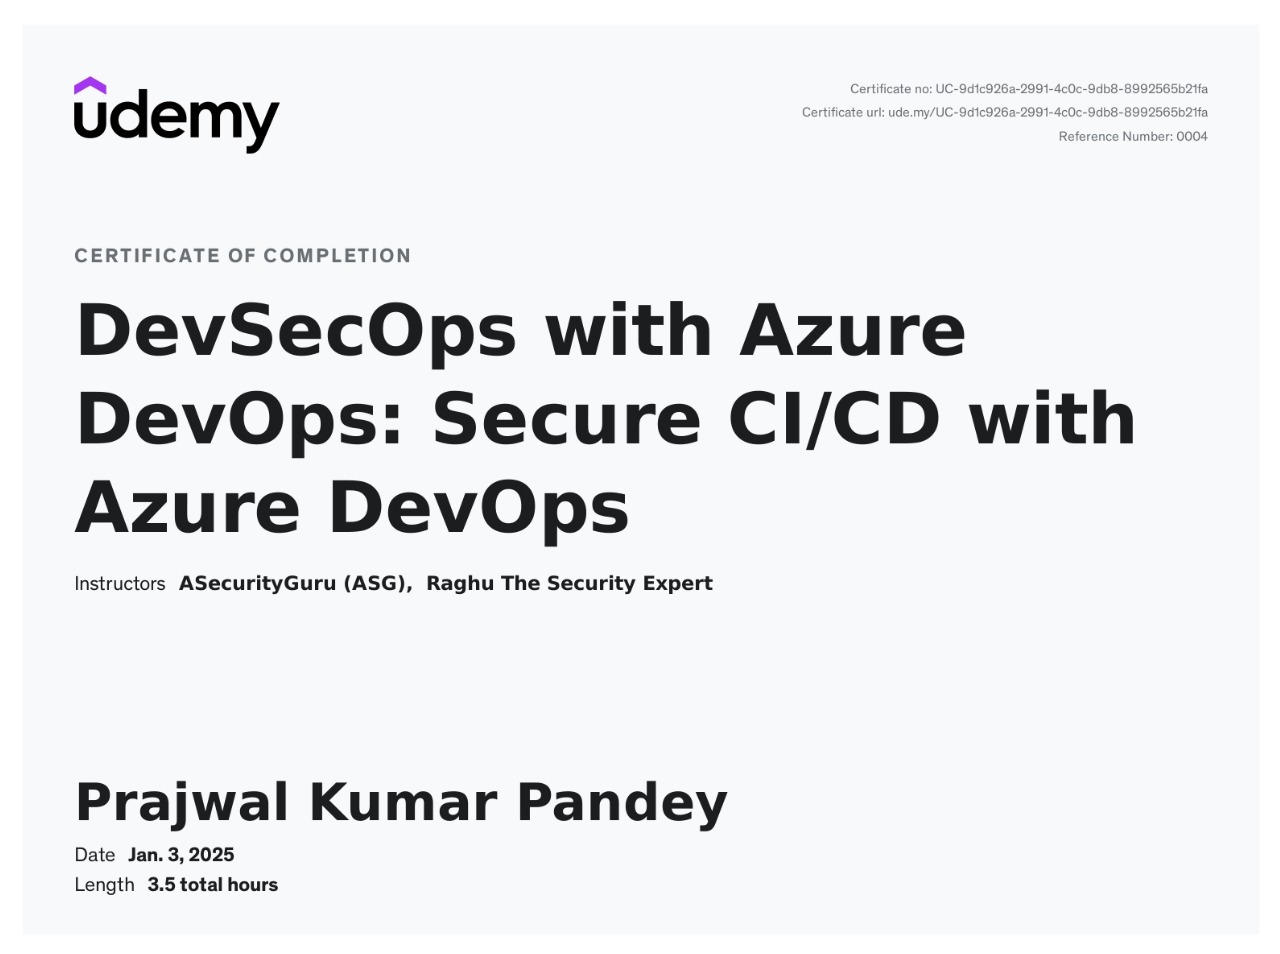 udemy
Certificate no: UC-9d1c926a-2991-4c0c-9db8-8992565b21fa
Certificate url: ude.my/UC-9d1c926a-2991-4c0c-9db8-8992565b21fa
Reference Number: 0004
CERTIFICATE OF COMPLETION
DevSecOps with Azure
DevOps: Secure CI/CD with
Azure DevOps
Instructors ASecurityGuru (ASG), Raghu The Security Expert
Prajwal Kumar Pandey
Date Jan. 3, 2025
Length 3.5 total hours